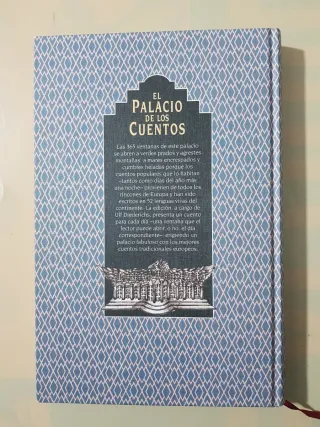 EL
PALACIO
DE LOS
CUENTOS
Las 365 ventanas de este palacio
se abren a verdes prados y agrestes
montañas, a mares encrespados y
cumbres heladas porque los
cuentos populares que lo habitan
–tantos como días del año más
una noche– provienen de todos los
rincones de Europa y han sido
escritos en 52 lenguas vivas del
continente. La edición, a cargo de
Ulf Diederichs, presenta un cuento
para cada día –una ventana que el
lector puede abrir, o no, el día
correspondiente– erigiendo un
palacio fabuloso con los mejores
cuentos tradicionales europeos.